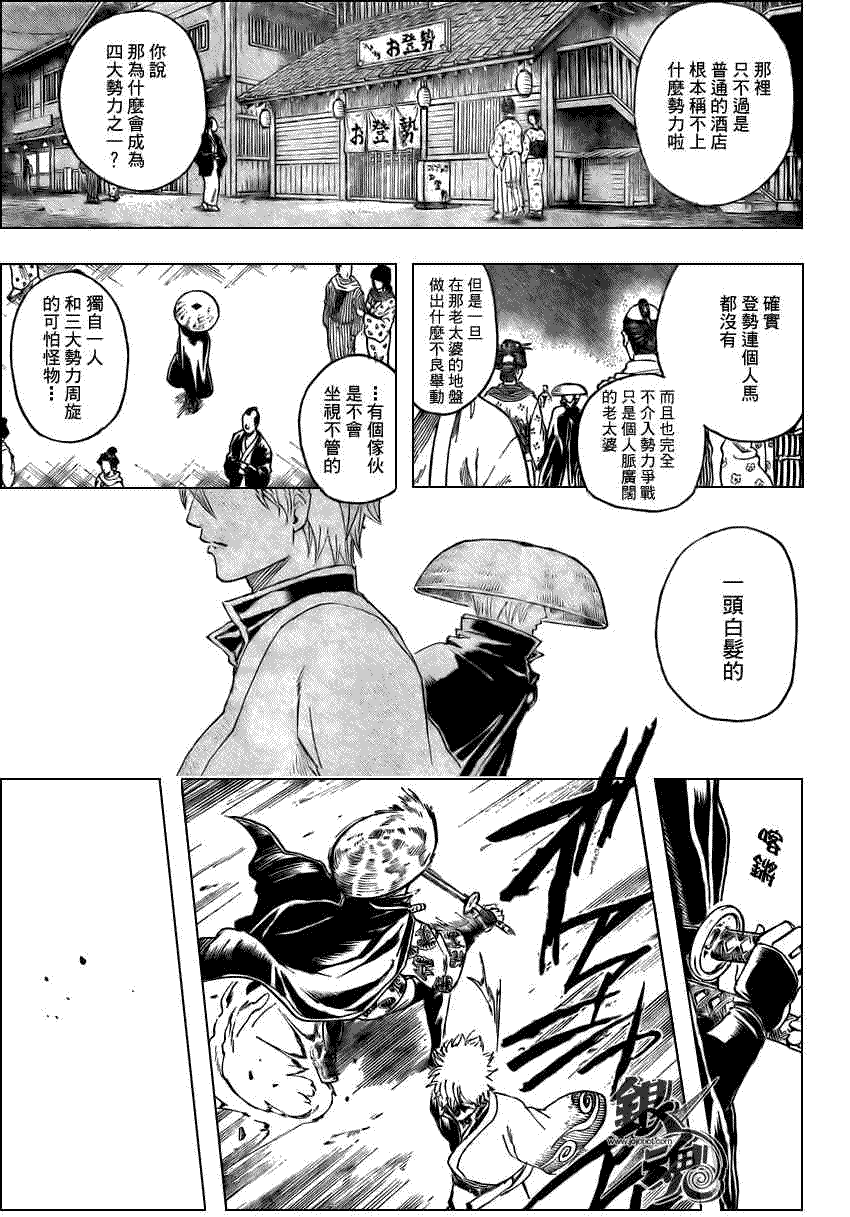 那裡
只不過是
普通的酒店
根本稱不上
什麼勢力啦
お登勢
お登勢
你說
那為什麼會成為
四大勢力之一？
確實
登勢連個人馬
都沒有
而且也完全
不介入勢力爭戰
只是個人脈廣闊
的老太婆
但是一旦
在那老太婆的地盤
做出什麼不良舉動
…有個傢伙
是不會
坐視不管的
獨自一人
和三大勢力周旋
的可怕怪物…
一頭白髮的
喀鏘
銀魂
www.jojohot.com